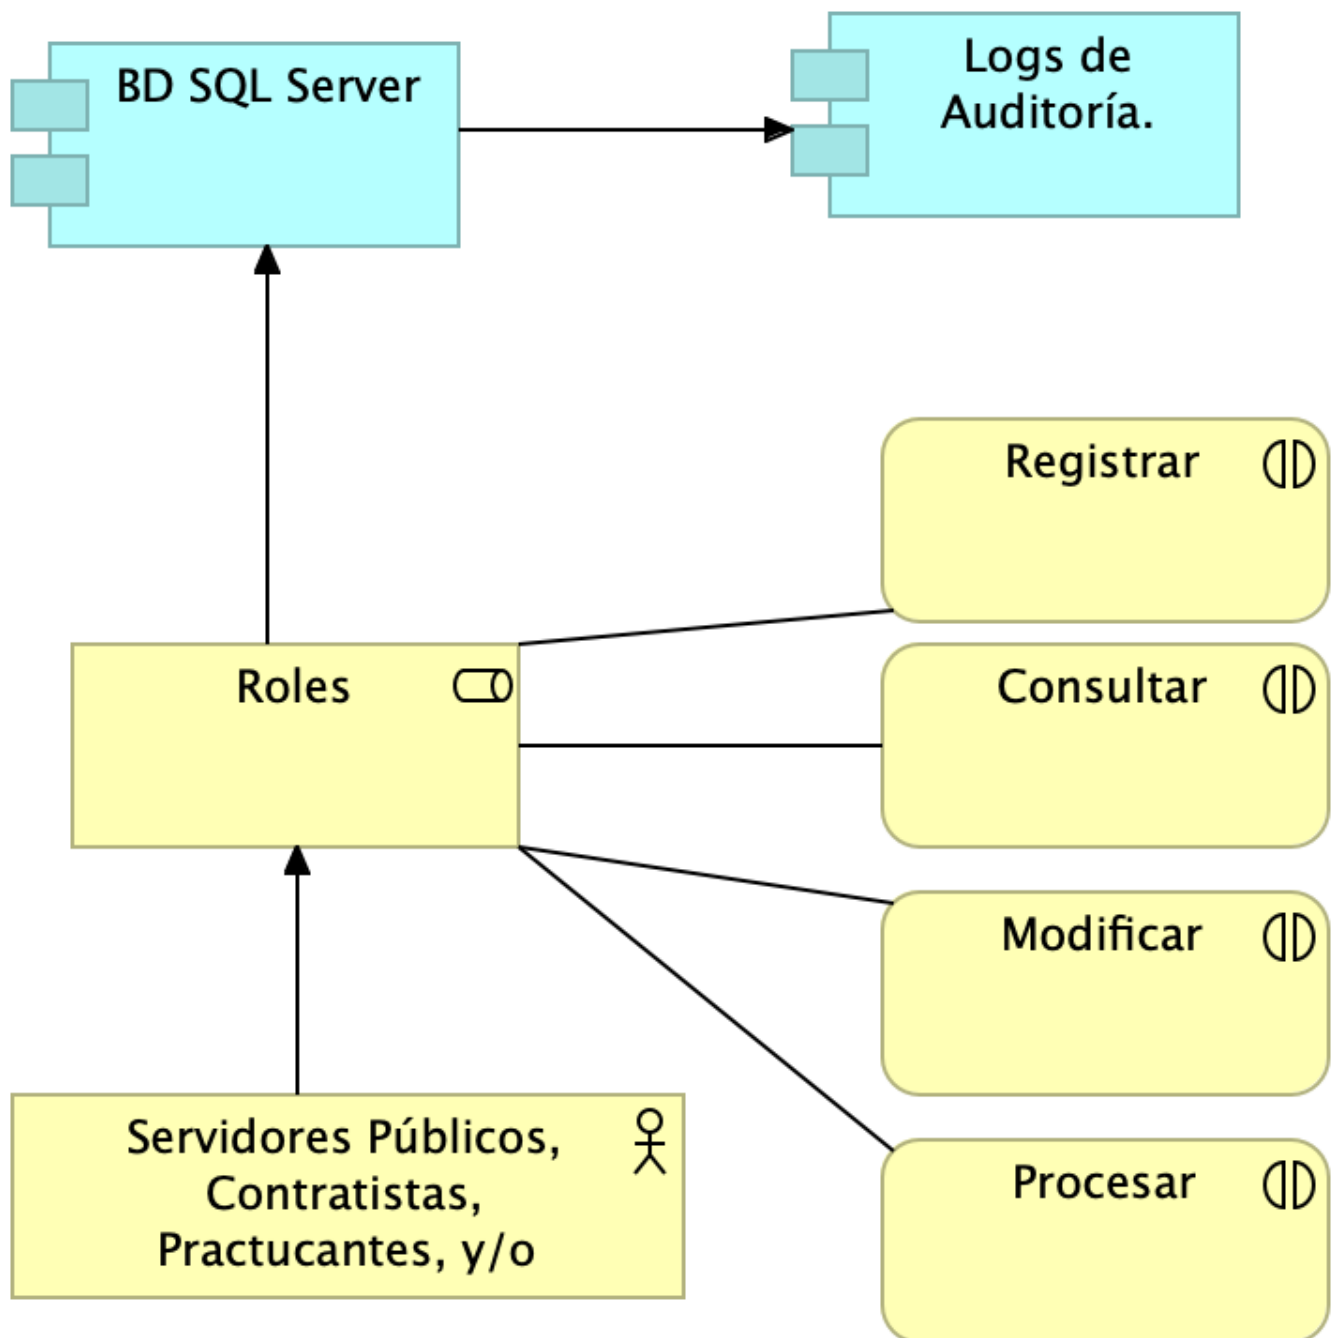 BD SQL Server
Logs de
Auditoría.
Registrar
Roles
Consultar
Modificar
Servidores Públicos,
Contratistas,
Practucantes, y/o
Procesar